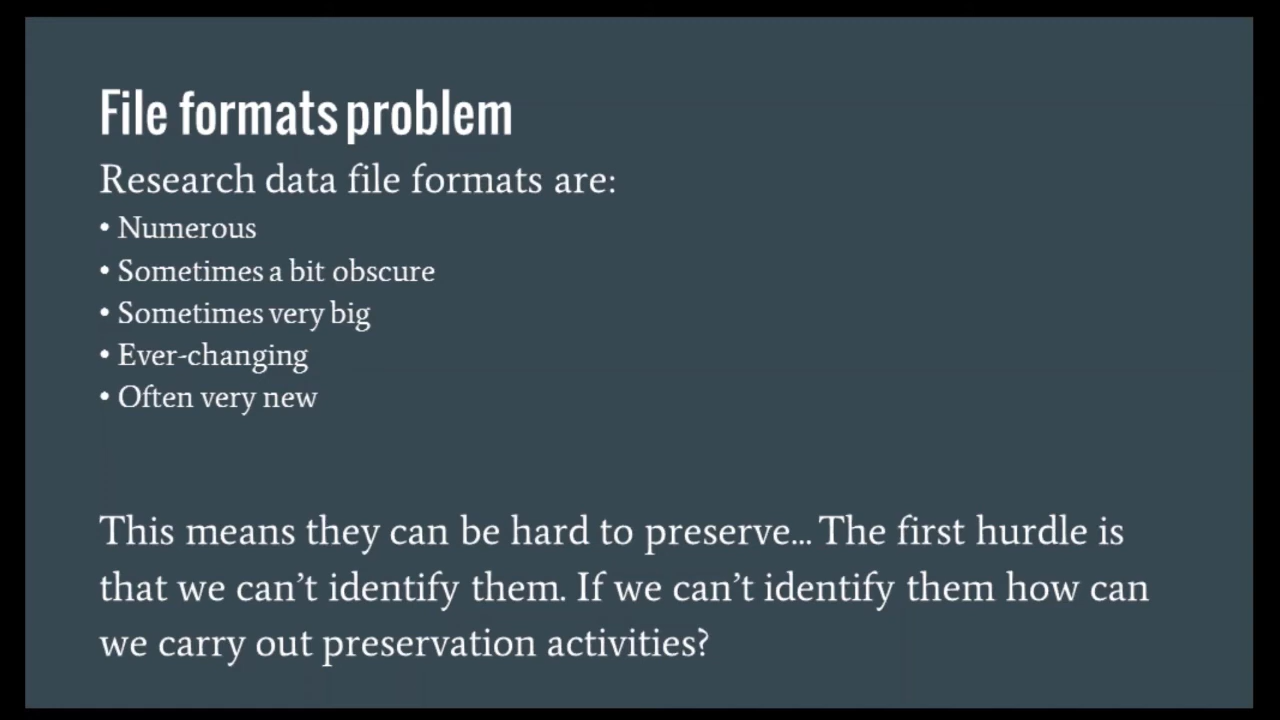 File formats problem
Research data file formats are:
• Numerous
• Sometimes a bit obscure
• Sometimes very big
• Ever-changing
• Often very new
This means they can be hard to preserve... The first hurdle is
that we can’t identify them. If we can’t identify them how can
we carry out preservation activities?